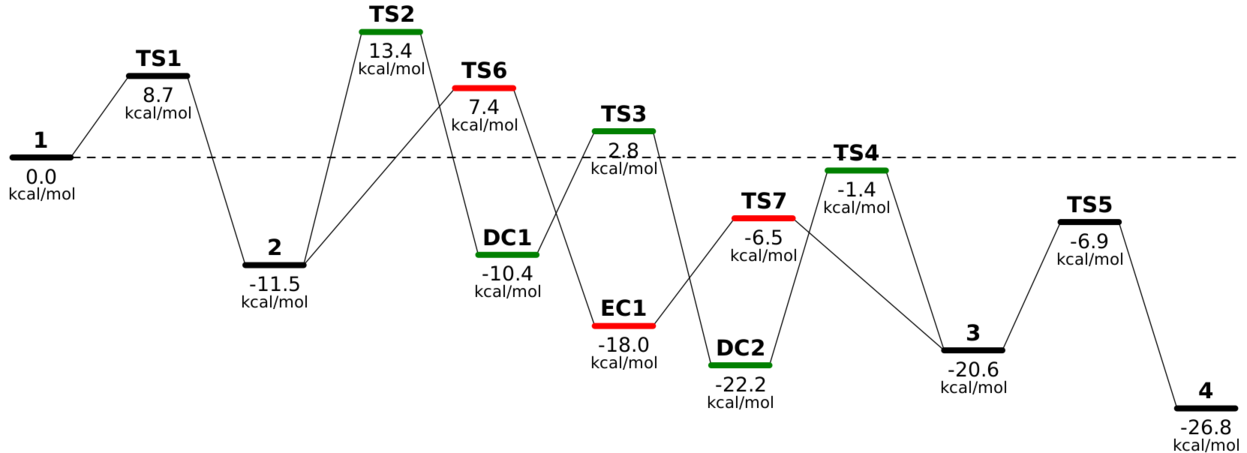 TS2
13.4
kcal/mol
TS1
8.7
kcal/mol
TS6
7.4
kcal/mol
TS3
2.8
kcal/mol
1
0.0
kcal/mol
TS4
-1.4
kcal/mol
TS7
-6.5
kcal/mol
TS5
-6.9
kcal/mol
2
-11.5
kcal/mol
DC1
-10.4
kcal/mol
EC1
-18.0
kcal/mol
DC2
-22.2
kcal/mol
3
-20.6
kcal/mol
4
-26.8
kcal/mol